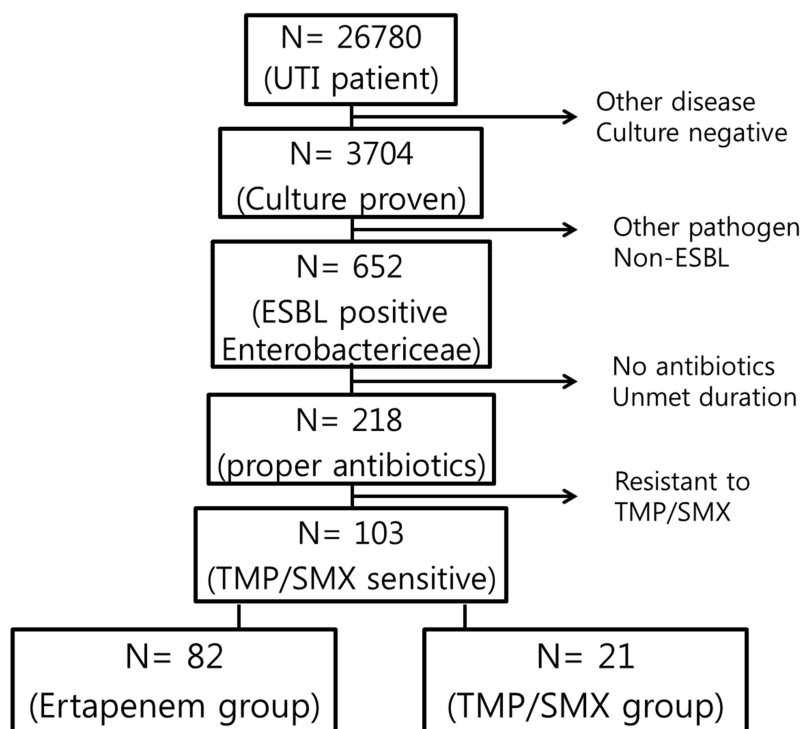 N= 26780
(UTI patient)
Other disease
Culture negative
N= 3704
(Culture proven)
Other pathogen
Non-ESBL
N= 652
(ESBL positive
Enterobactericeae)
No antibiotics
Unmet duration
N= 218
(proper antibiotics)
Resistant to
TMP/SMX
N= 103
(TMP/SMX sensitive)
N= 82
(Ertapenem group)
N= 21
(TMP/SMX group)